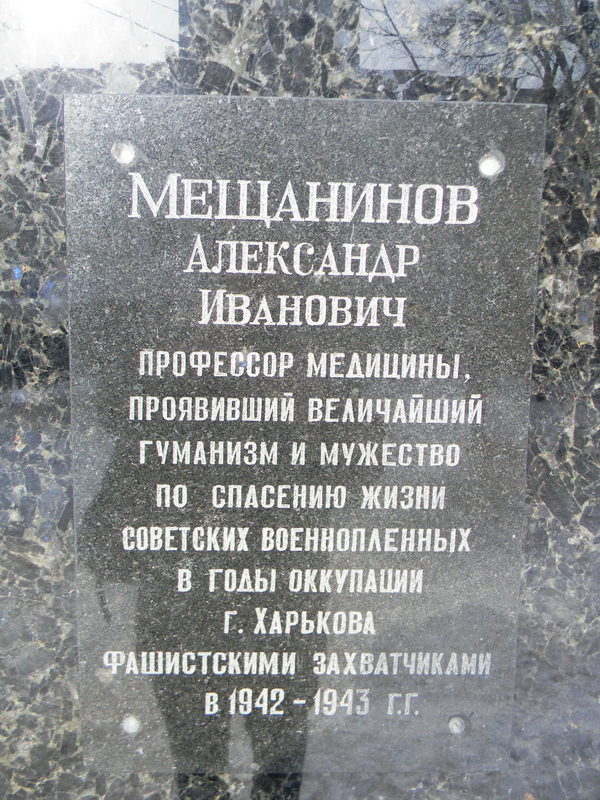 Мещанинов
Александр
Иванович
профессор медицины,
проявивший величайший
гуманизм и мужество
по спасению жизни
советских военнопленных
в годы оккупации
г. Харькова
фашистскими захватчиками
в 1942 - 1943 г.г.